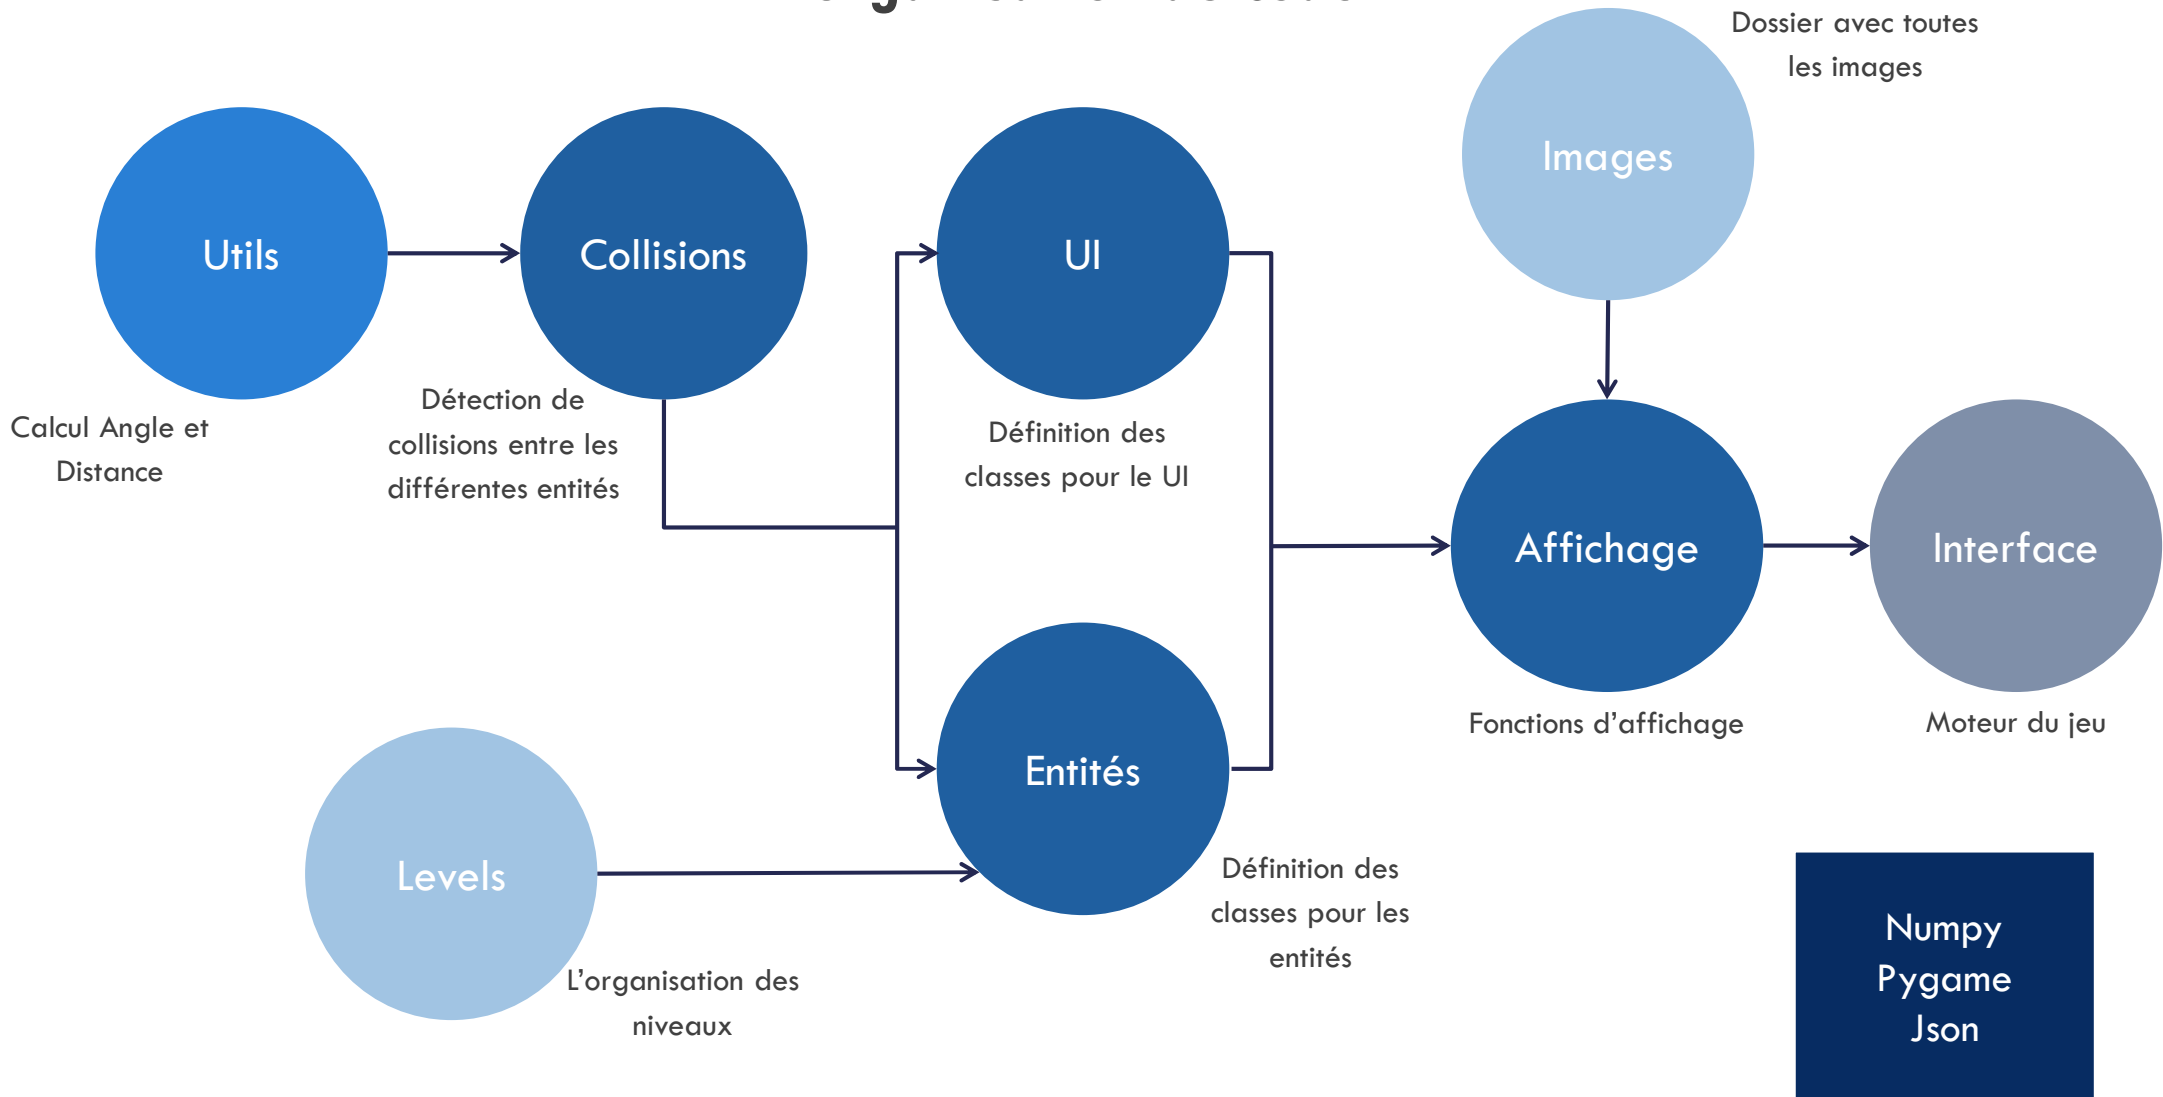 Dossier avec toutes
les images
Images
Utils
Collisions
UI
Calcul Angle et
Distance
Détection de
collisions entre les
différentes entités
Définition des
classes pour le UI
Affichage
Interface
Fonctions d’affichage
Moteur du jeu
Entités
Levels
Définition des
classes pour les
entités
L’organisation des
niveaux
Numpy
Pygame
Json